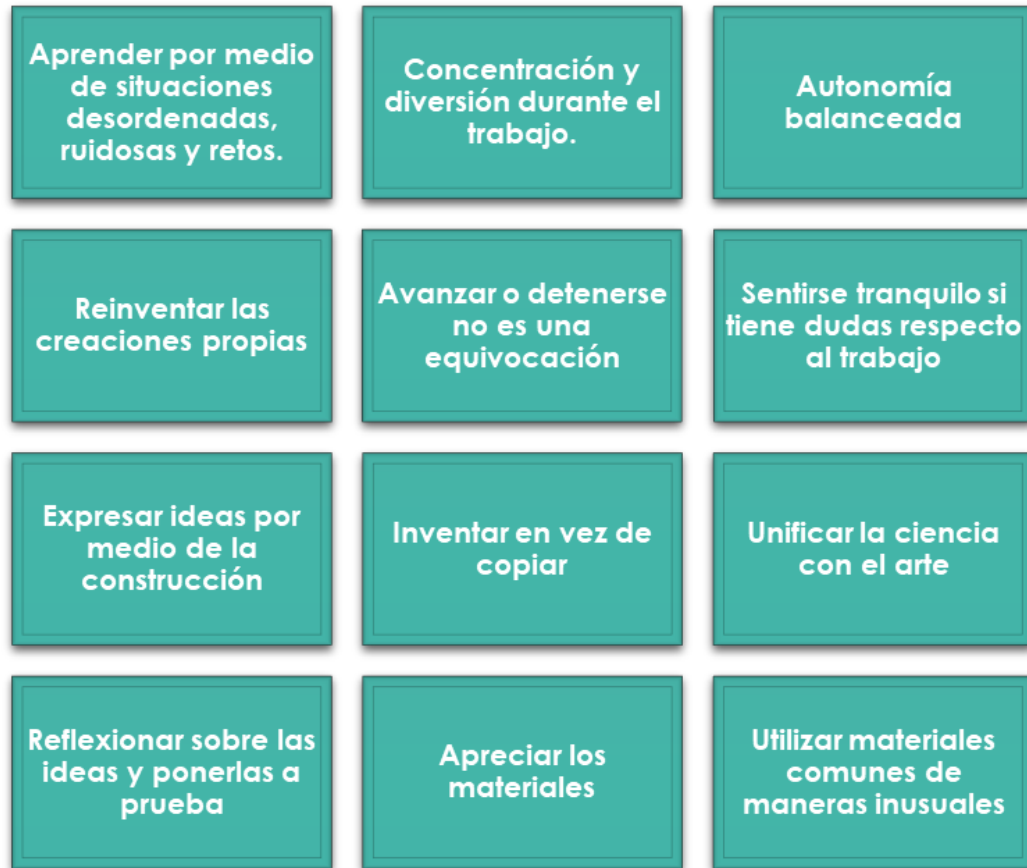 Aprender por medio
de situaciones
desordenadas,
ruidosas y retos.
Concentración y
diversión durante el
trabajo.
Autonomía
balanceada
Reinventar las
creaciones propias
Avanzar o detenerse
no es una
equivocación
Sentirse tranquilo si
tiene dudas respecto
al trabajo
Expresar ideas por
medio de la
construcción
Inventar en vez de
copiar
Unificar la ciencia
con el arte
Reflexionar sobre las
ideas y ponerlas a
prueba
Apreciar los
materiales
Utilizar materiales
comunes de
maneras inusuales